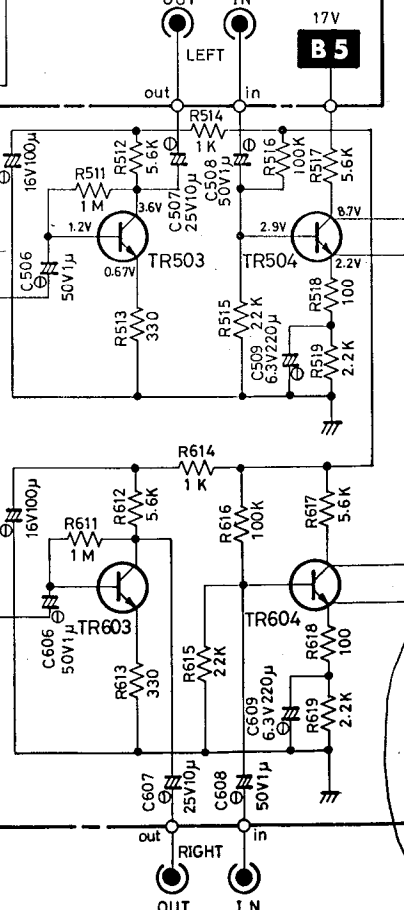 OUT
IN
LEFT
17V
B5
out
in
R514
1K
R512
5.6K
16V100μ
R511
1M
C507
25V10μ
C508
50V1μ
R516
100K
R517
5.6K
3.6V
1.2V
0.67V
TR503
C506
50V1μ
R513
330
2.9V
8.7V
2.2V
TR504
R515
22K
R518
100
C509
6.3V220μ
R519
2.2K
R614
1K
R612
5.6K
16V100μ
R611
1M
R616
100K
R617
5.6K
TR603
C606
50V1μ
R613
330
R615
22K
TR604
R618
100
C609
6.3V220μ
R619
2.2K
C607
25V10μ
C608
50V1μ
out
in
RIGHT
OUT
IN